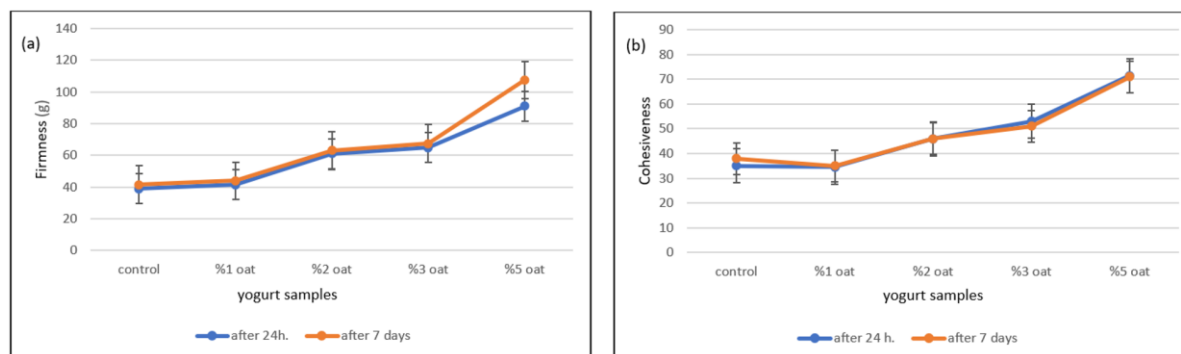 (a)
Firmness (g)
140
120
100
80
60
40
20
0
control %1 oat %2 oat %3 oat %5 oat
yogurt samples
after 24h. after 7 days
(b)
Cohesiveness
90
80
70
60
50
40
30
20
10
0
control %1 oat %2 oat %3 oat %5 oat
yogurt samples
after 24 h. after 7 days